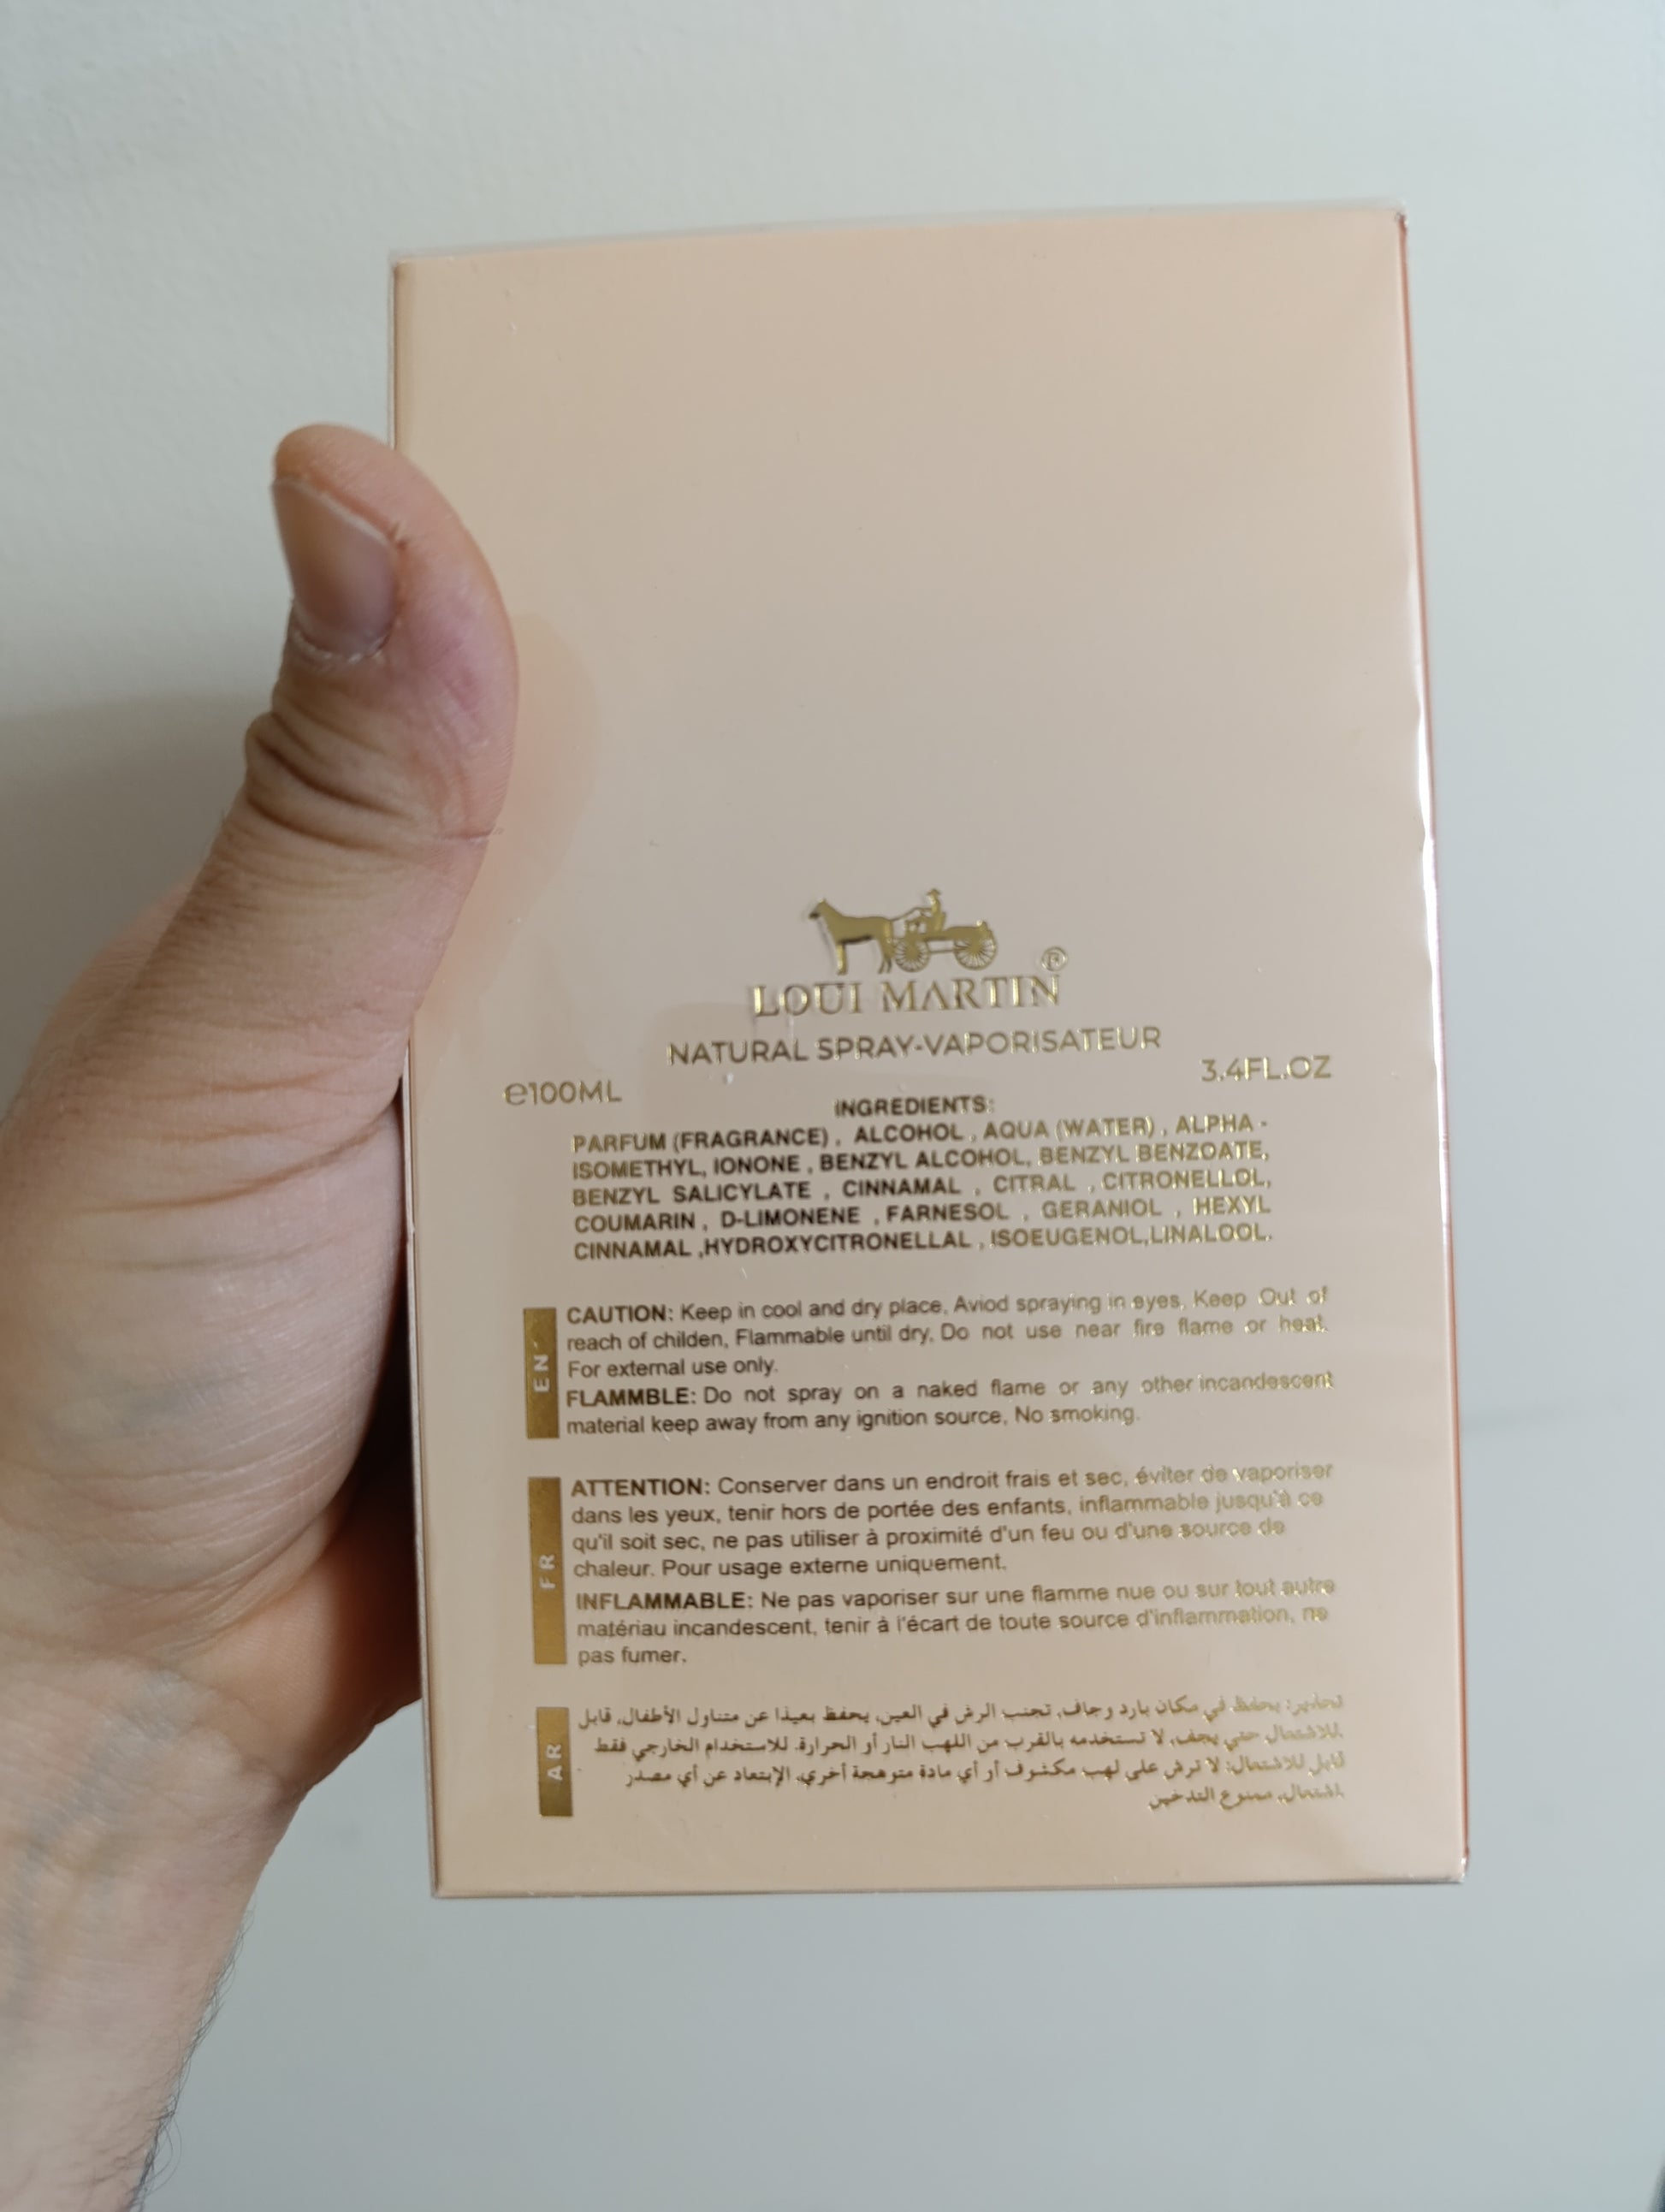 LOUI MARTIN®
NATURAL SPRAY-VAPORISATEUR
℮100ML
3.4FL.OZ
INGREDIENTS:
PARFUM (FRAGRANCE) , ALCOHOL , AQUA (WATER) , ALPHA -
ISOMETHYL, IONONE , BENZYL ALCOHOL, BENZYL BENZOATE,
BENZYL SALICYLATE , CINNAMAL , CITRAL , CITRONELLOL,
COUMARIN , D-LIMONENE , FARNESOL , GERANIOL , HEXYL
CINNAMAL ,HYDROXYCITRONELLAL , ISOEUGENOL,LINALOOL.
EN
CAUTION: Keep in cool and dry place, Aviod spraying in eyes, Keep Out of
reach of childen, Flammable until dry, Do not use near fire flame or heat.
For external use only.
FLAMMBLE: Do not spray on a naked flame or any other incandescent
material keep away from any ignition source, No smoking.
FR
ATTENTION: Conserver dans un endroit frais et sec, éviter de vaporiser
dans les yeux, tenir hors de portée des enfants, inflammable jusqu'à ce
qu'il soit sec, ne pas utiliser à proximité d'un feu ou d'une source de
chaleur. Pour usage externe uniquement.
INFLAMMABLE: Ne pas vaporiser sur une flamme nue ou sur tout autre
matériau incandescent, tenir à l'écart de toute source d'inflammation, ne
pas fumer.
AR
تحذير: يحفظ في مكان بارد وجاف، تجنب الرش في العين، يحفظ بعيدا عن متناول الأطفال، قابل
للاشتعال حتي يجف، لا تستخدمه بالقرب من اللهب النار أو الحرارة. للاستخدام الخارجي فقط
قابل للاشتعال: لا ترش على لهب مكشوف أو أي مادة متوهجة أخري، الإبتعاد عن أي مصدر
اشتعال، ممنوع التدخين